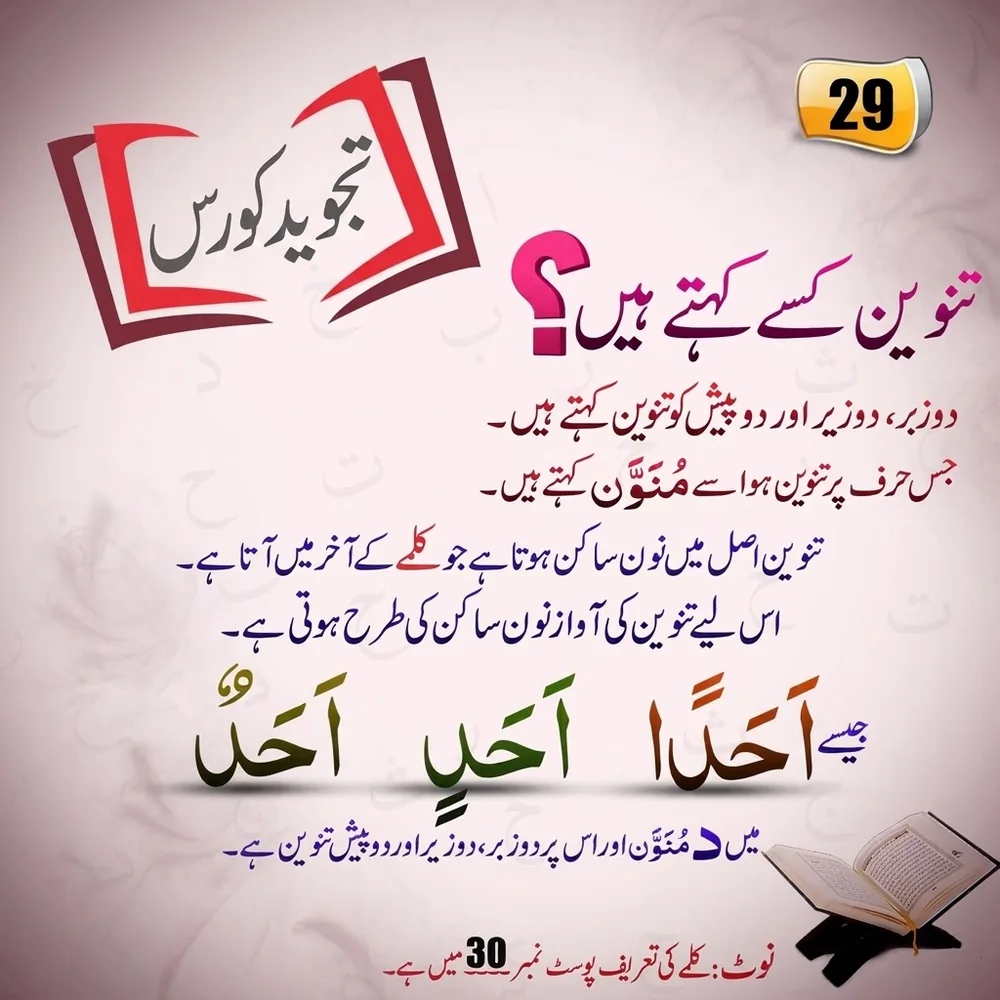 29
تجوید کورس
تنوین کسے کہتے ہیں؟
دو زبر، دو زیر اور دو پیش کو تنوین کہتے ہیں۔
جس حرف پر تنوین ہو اسے مُنَوَّن کہتے ہیں۔
تنوین اصل میں نون ساکن ہوتا ہے جو کلمے کے آخر میں آتا ہے۔
اس لیے تنوین کی آواز نون ساکن کی طرح ہوتی ہے۔
جیسے اَحَدًا اَحَدٍ اَحَدٌ
میں د مُنَوَّن اور اس پر دو زبر، دو زیر اور دو پیش تنوین ہے۔
نوٹ: کلمے کی تعریف پوسٹ نمبر 30 میں ہے۔